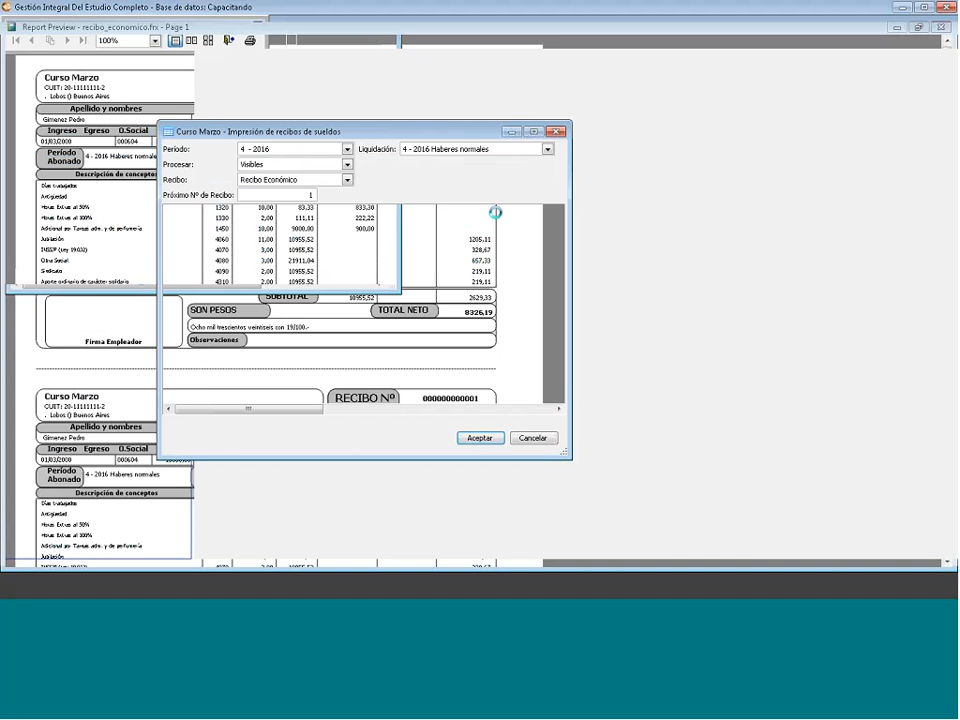 Gestión Integral Del Estudio Completo - Base de datos: Capacitando
Report Preview - recibo_economico.frx - Page 1
100%
Curso Marzo
CUIT: 20-11111111-2
. Lobos () Buenos Aires
Apellido y nombres
Gimenez Pedro
Ingreso Egreso O.Social
01/03/2000 000604
Período Abonado 4 - 2016 Haberes normales
Descripción de conceptos
Días trabajados
Antigüedad
Horas Extras al 50%
Horas Extras al 100%
Adicional por Tareas adm. y de perfumería
Jubilación
INSSJP (Ley 19.032)
Obra Social
Sindicato
Aporte ordinario de carácter solidario
Curso Marzo - Impresión de recibos de sueldos
Período: 4 - 2016 Liquidación: 4 - 2016 Haberes normales
Procesar: Visibles
Recibo: Recibo Económico
Próximo Nº de Recibo: 1
1320 10,00 83,33 833,30
1330 2,00 111,11 222,22
1450 10,00 9000,00 900,00
4060 11,00 10955,52 1205,11
4070 3,00 10955,52 328,67
4080 3,00 21911,04 657,33
4090 2,00 10955,52 219,11
4310 2,00 10955,52 219,11
SUBTOTAL 10955,52 2629,33
SON PESOS TOTAL NETO 8326,19
Ocho mil trescientos veintiseis con 19/100.-
Observaciones
Firma Empleador
RECIBO Nº 000000000001
Aceptar Cancelar
Curso Marzo
CUIT: 20-11111111-2
. Lobos () Buenos Aires
Apellido y nombres
Gimenez Pedro
Ingreso Egreso O.Social
01/03/2000 000604
Período Abonado 4 - 2016 Haberes normales
Descripción de conceptos
Días trabajados
Antigüedad
Horas Extras al 50%
Horas Extras al 100%
Adicional por Tareas adm. y de perfumería
Jubilación